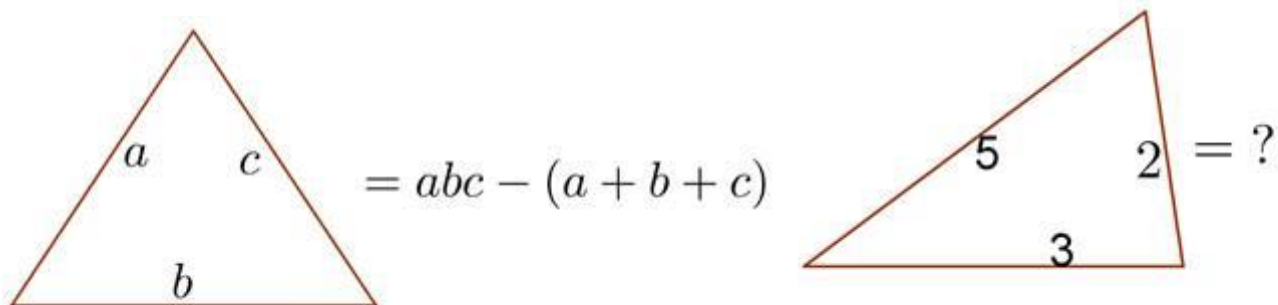 a
c
= abc − (a + b + c)
b
5
2
= ?
3